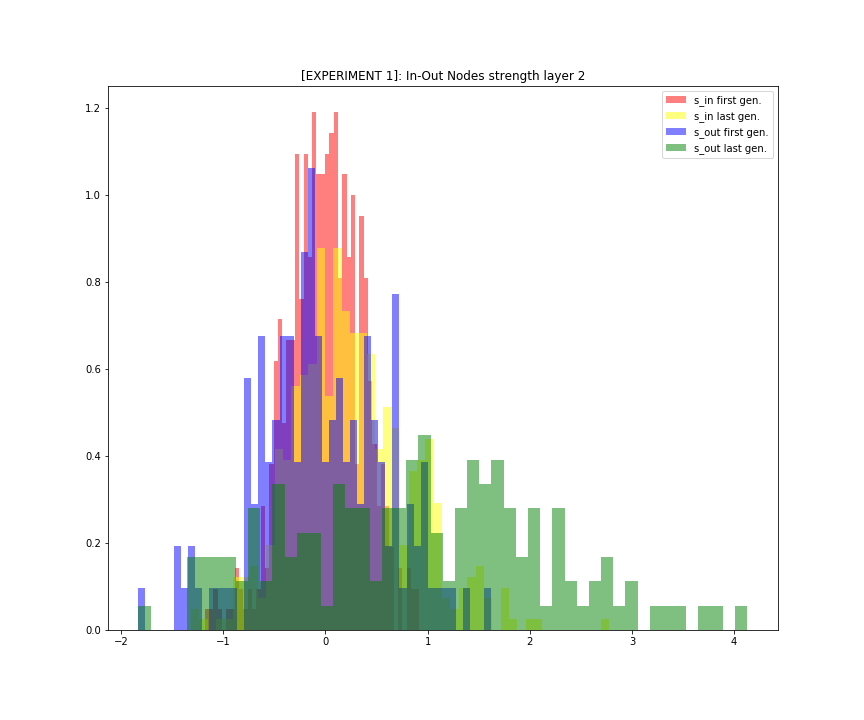 [EXPERIMENT 1]: In-Out Nodes strength layer 2
s_in first gen.
s_in last gen.
s_out first gen.
s_out last gen.
1.2
1.0
0.8
0.6
0.4
0.2
0.0
−2 −1 0 1 2 3 4